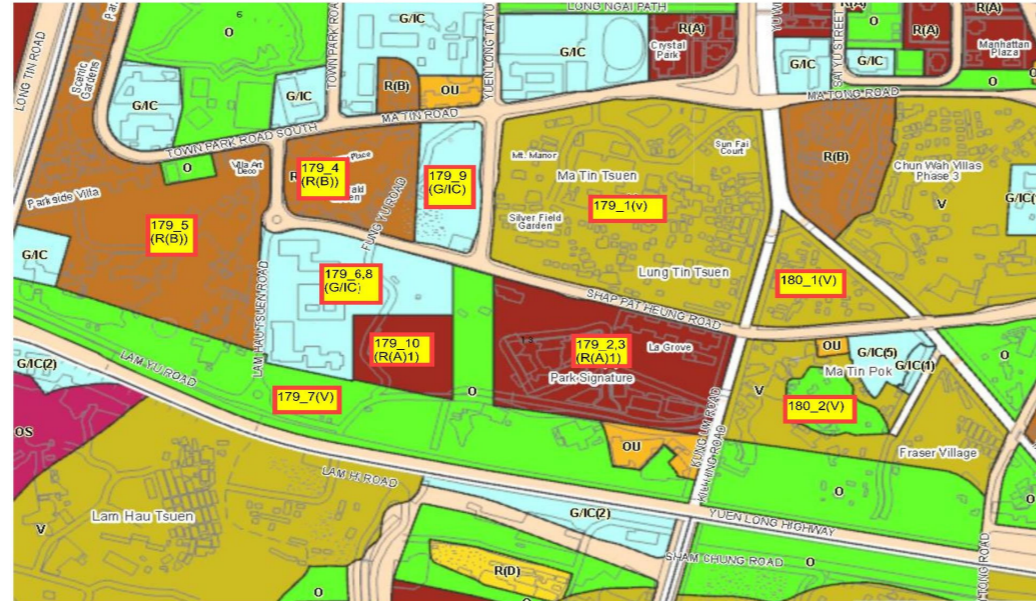 LONG NGAI PATH
6
O
G/IC
G/IC
Crystal
Park
R(A)
R(A)
R(A)
Manhattan
Plaza
LONG TIN ROAD
Scenic
Gardens
G/IC
G/IC
TOWN PARK ROAD
R(B)
OU
G/IC
SAI YU STREET
G/IC
O
O
MA TONG ROAD
MA TIN ROAD
TOWN PARK ROAD SOUTH
O
Villa Art
Deco
179_4
(R(B))
Place
FUNG YU ROAD
179_9
(G/IC)
Mt. Manor
Ma Tin Tsuen
Sun Fai
Court
R(B)
Chun Wah Villas
Phase 3
V
Parkside Villa
179_5
(R(B))
Silver Field
Garden
179_1(v)
G/IC
179_6,8
(G/IC)
Lung Tin Tsuen
180_1(V)
SHAP PAT HEUNG ROAD
LAM HAU TSUEN ROAD
179_10
(R(A)1)
179_2,3
(R(A)1)
La Grove
Park Signature
OU
G/IC(5)
G/IC(1)
Ma Tin Pok
O
G/IC(2)
LAM YU ROAD
179_7(V)
O
V
180_2(V)
KUNG UM ROAD
OU
Fraser Village
OS
LAM HI ROAD
O
O
V
Lam Hau Tsuen
G/IC(2)
YUEN LONG HIGHWAY
SHAM CHUNG ROAD
O
R(D)
O
O